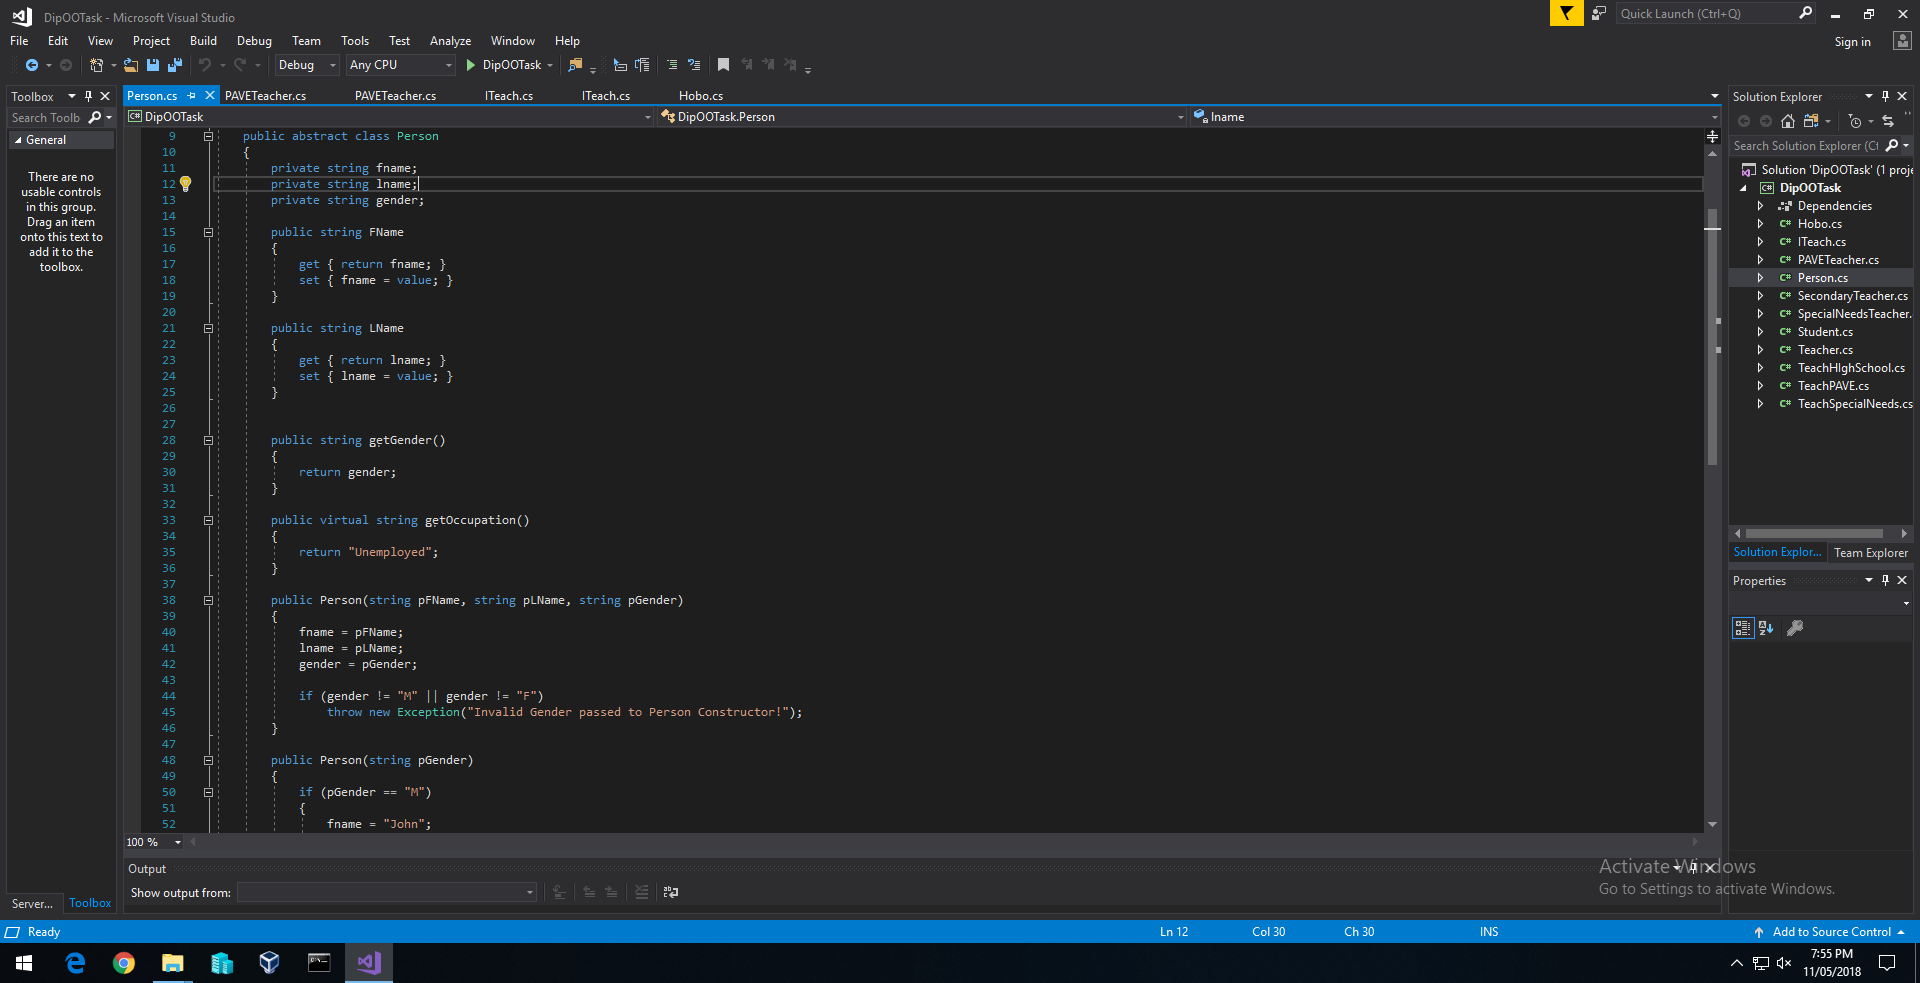 DipOOTask - Microsoft Visual Studio
Quick Launch (Ctrl+Q)
File Edit View Project Build Debug Team Tools Test Analyze Window Help
Sign in
Debug Any CPU DipOOTask
Toolbox
Person.cs PAVETeacher.cs PAVETeacher.cs ITeach.cs ITeach.cs Hobo.cs
Search Toolb
DipOOTask DipOOTask.Person lname
General
There are no
usable controls
in this group.
Drag an item
onto this text to
add it to the
toolbox.
Server... Toolbox
9 public abstract class Person
10 {
11 private string fname;
12 private string lname;
13 private string gender;
14
15 public string FName
16 {
17 get { return fname; }
18 set { fname = value; }
19 }
20
21 public string LName
22 {
23 get { return lname; }
24 set { lname = value; }
25 }
26
27
28 public string getGender()
29 {
30 return gender;
31 }
32
33 public virtual string getOccupation()
34 {
35 return "Unemployed";
36 }
37
38 public Person(string pFName, string pLName, string pGender)
39 {
40 fname = pFName;
41 lname = pLName;
42 gender = pGender;
43
44 if (gender != "M" || gender != "F")
45 throw new Exception("Invalid Gender passed to Person Constructor!");
46 }
47
48 public Person(string pGender)
49 {
50 if (pGender == "M")
51 {
52 fname = "John";
100 %
Output
Show output from:
Solution Explorer
Search Solution Explorer (Ct
Solution 'DipOOTask' (1 proje
DipOOTask
Dependencies
C# Hobo.cs
C# ITeach.cs
C# PAVETeacher.cs
C# Person.cs
C# SecondaryTeacher.cs
C# SpecialNeedsTeacher.
C# Student.cs
C# Teacher.cs
C# TeachHIghSchool.cs
C# TeachPAVE.cs
C# TeachSpecialNeeds.cs
Solution Explor... Team Explorer
Properties
Activate Windows
Go to Settings to activate Windows.
Ready Ln 12 Col 30 Ch 30 INS Add to Source Control
7:55 PM
11/05/2018